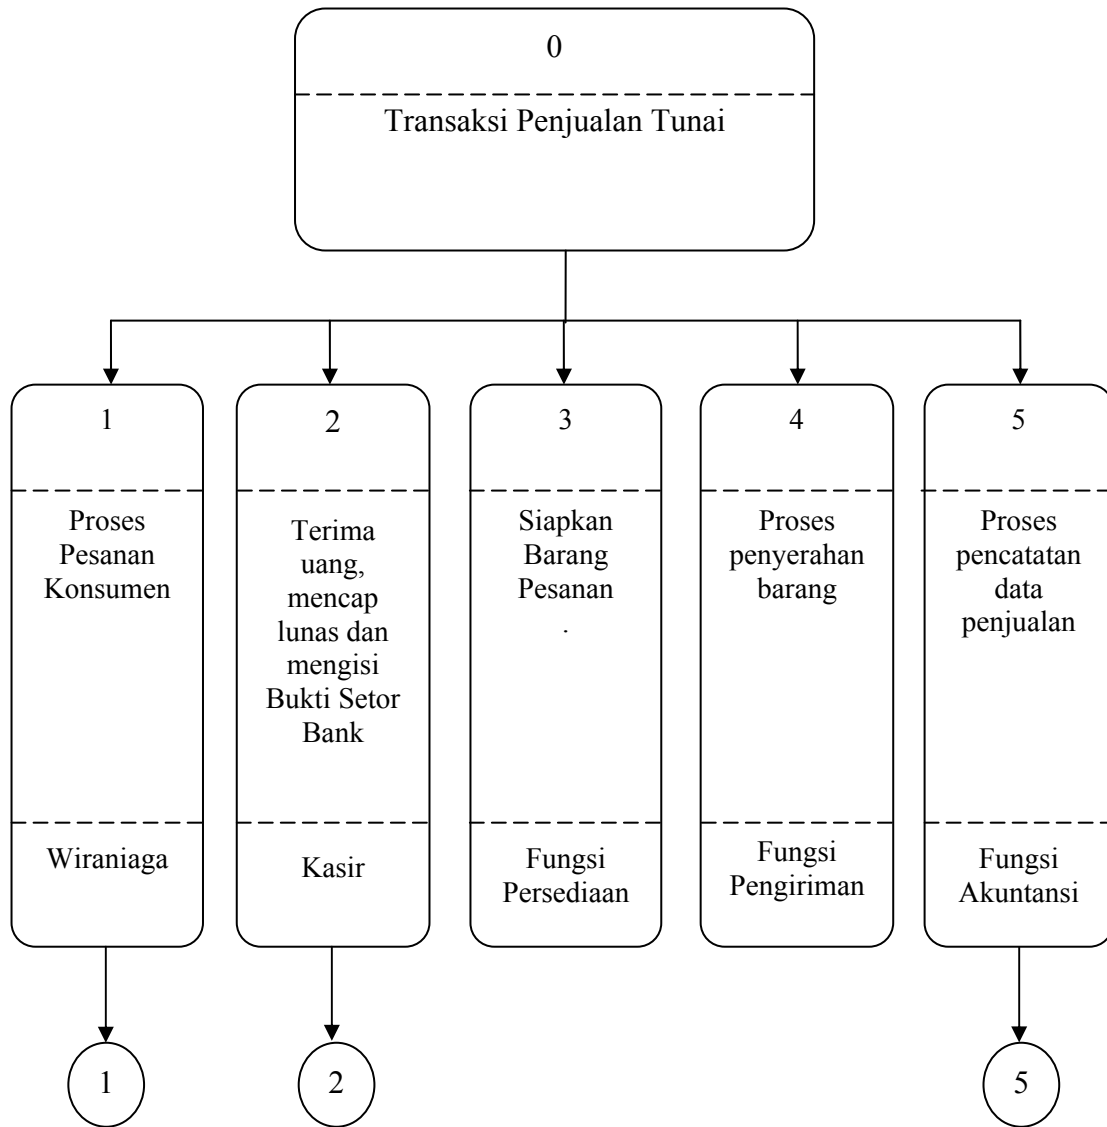 0
Transaksi Penjualan Tunai
1
Proses
Pesanan
Konsumen
Wiraniaga
2
Terima
uang,
mencap
lunas dan
mengisi
Bukti Setor
Bank
Kasir
3
Siapkan
Barang
Pesanan
.
Fungsi
Persediaan
4
Proses
penyerahan
barang
Fungsi
Pengiriman
5
Proses
pencatatan
data
penjualan
Fungsi
Akuntansi
1
2
5